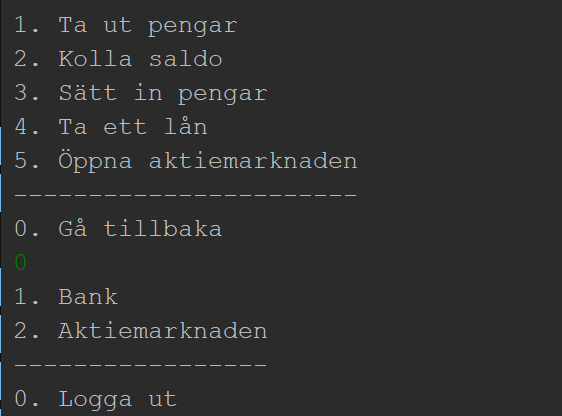 1. Ta ut pengar
2. Kolla saldo
3. Sätt in pengar
4. Ta ett lån
5. Öppna aktiemarknaden
-----------------------
0. Gå tillbaka
0
1. Bank
2. Aktiemarknaden
-----------------
0. Logga ut